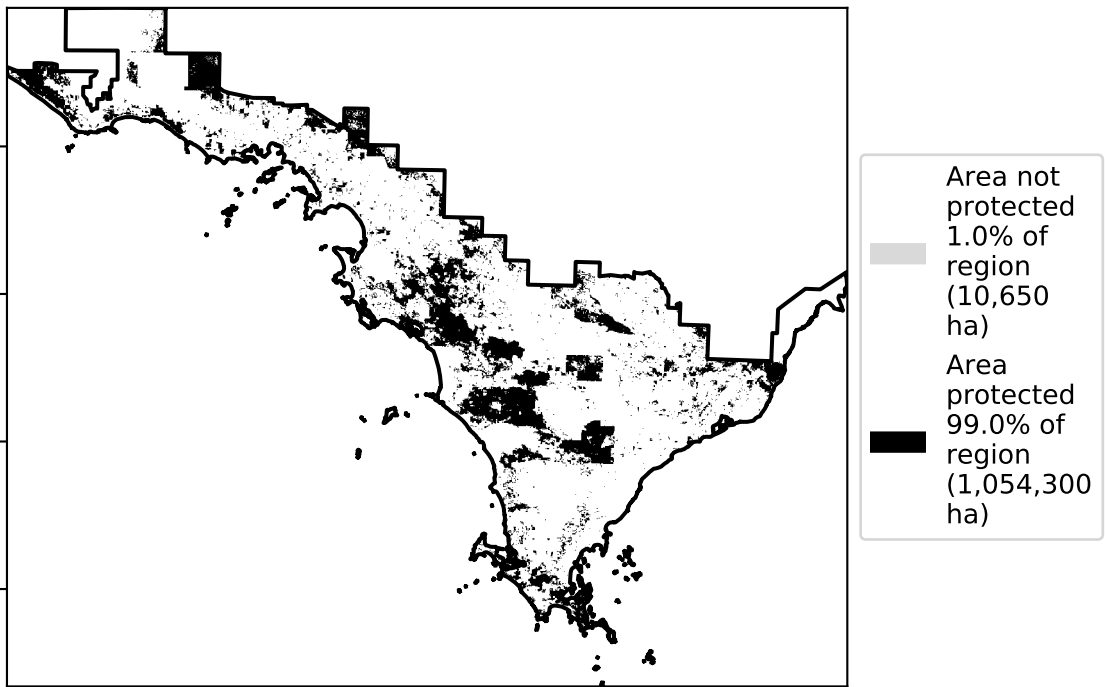 Area not
protected
1.0% of
region
(10,650
ha)
Area
protected
99.0% of
region
(1,054,300
ha)